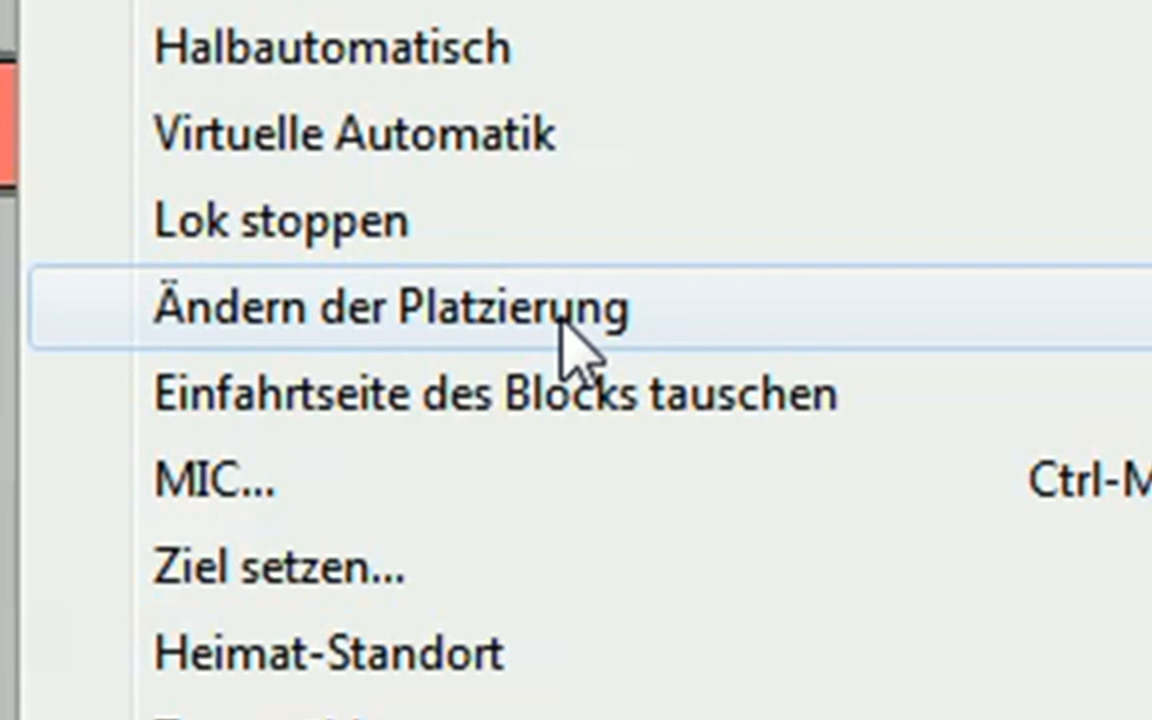 Halbautomatisch
Virtuelle Automatik
Lok stoppen
Ändern der Platzierung
Einfahrtseite des Blocks tauschen
MIC... Ctrl-M
Ziel setzen...
Heimat-Standort